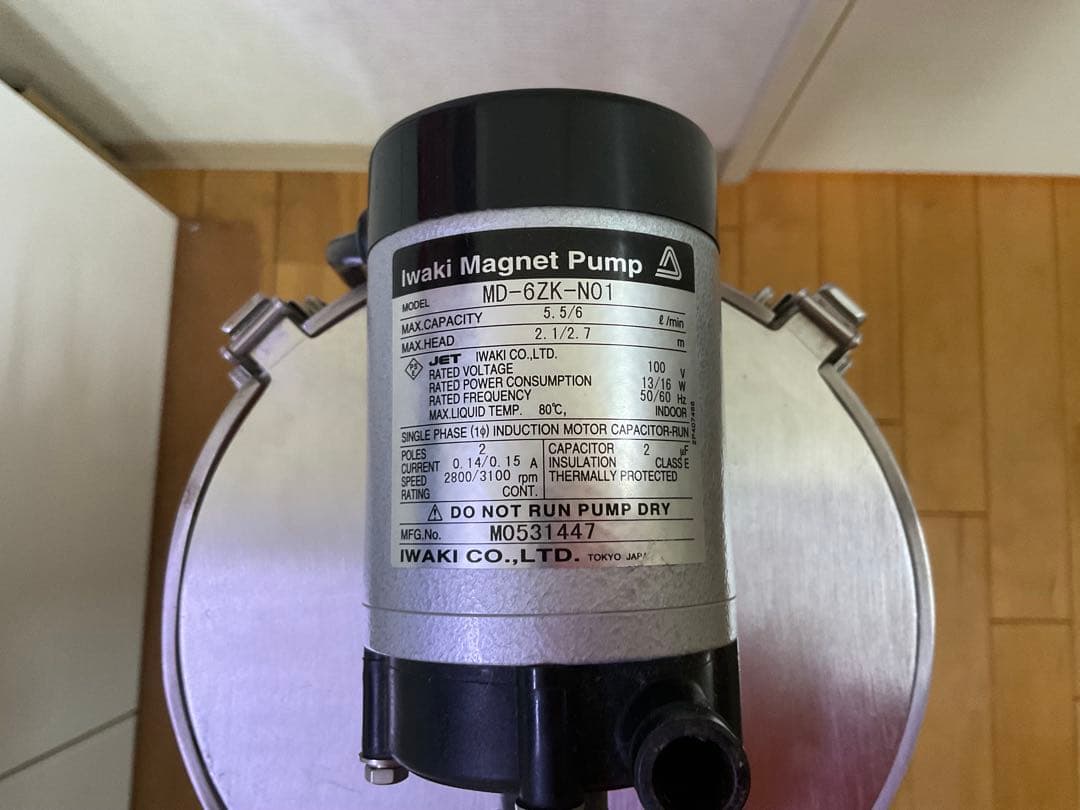 Iwaki Magnet Pump
MODEL MD-6ZK-N01
MAX.CAPACITY 5.5/6 ℓ/min
MAX.HEAD 2.1/2.7 m
PS E JET IWAKI CO.,LTD.
RATED VOLTAGE 100 V
RATED POWER CONSUMPTION 13/16 W
RATED FREQUENCY 50/60 Hz
MAX.LIQUID TEMP. 80℃, INDOOR
SINGLE PHASE (1ϕ) INDUCTION MOTOR CAPACITOR-RUN
POLES 2
CURRENT 0.14/0.15 A
SPEED 2800/3100 rpm
RATING CONT.
CAPACITOR 2 μF
INSULATION CLASS E
THERMALLY PROTECTED
⚠ DO NOT RUN PUMP DRY
MFG.No. M0531447
IWAKI CO.,LTD. TOKYO